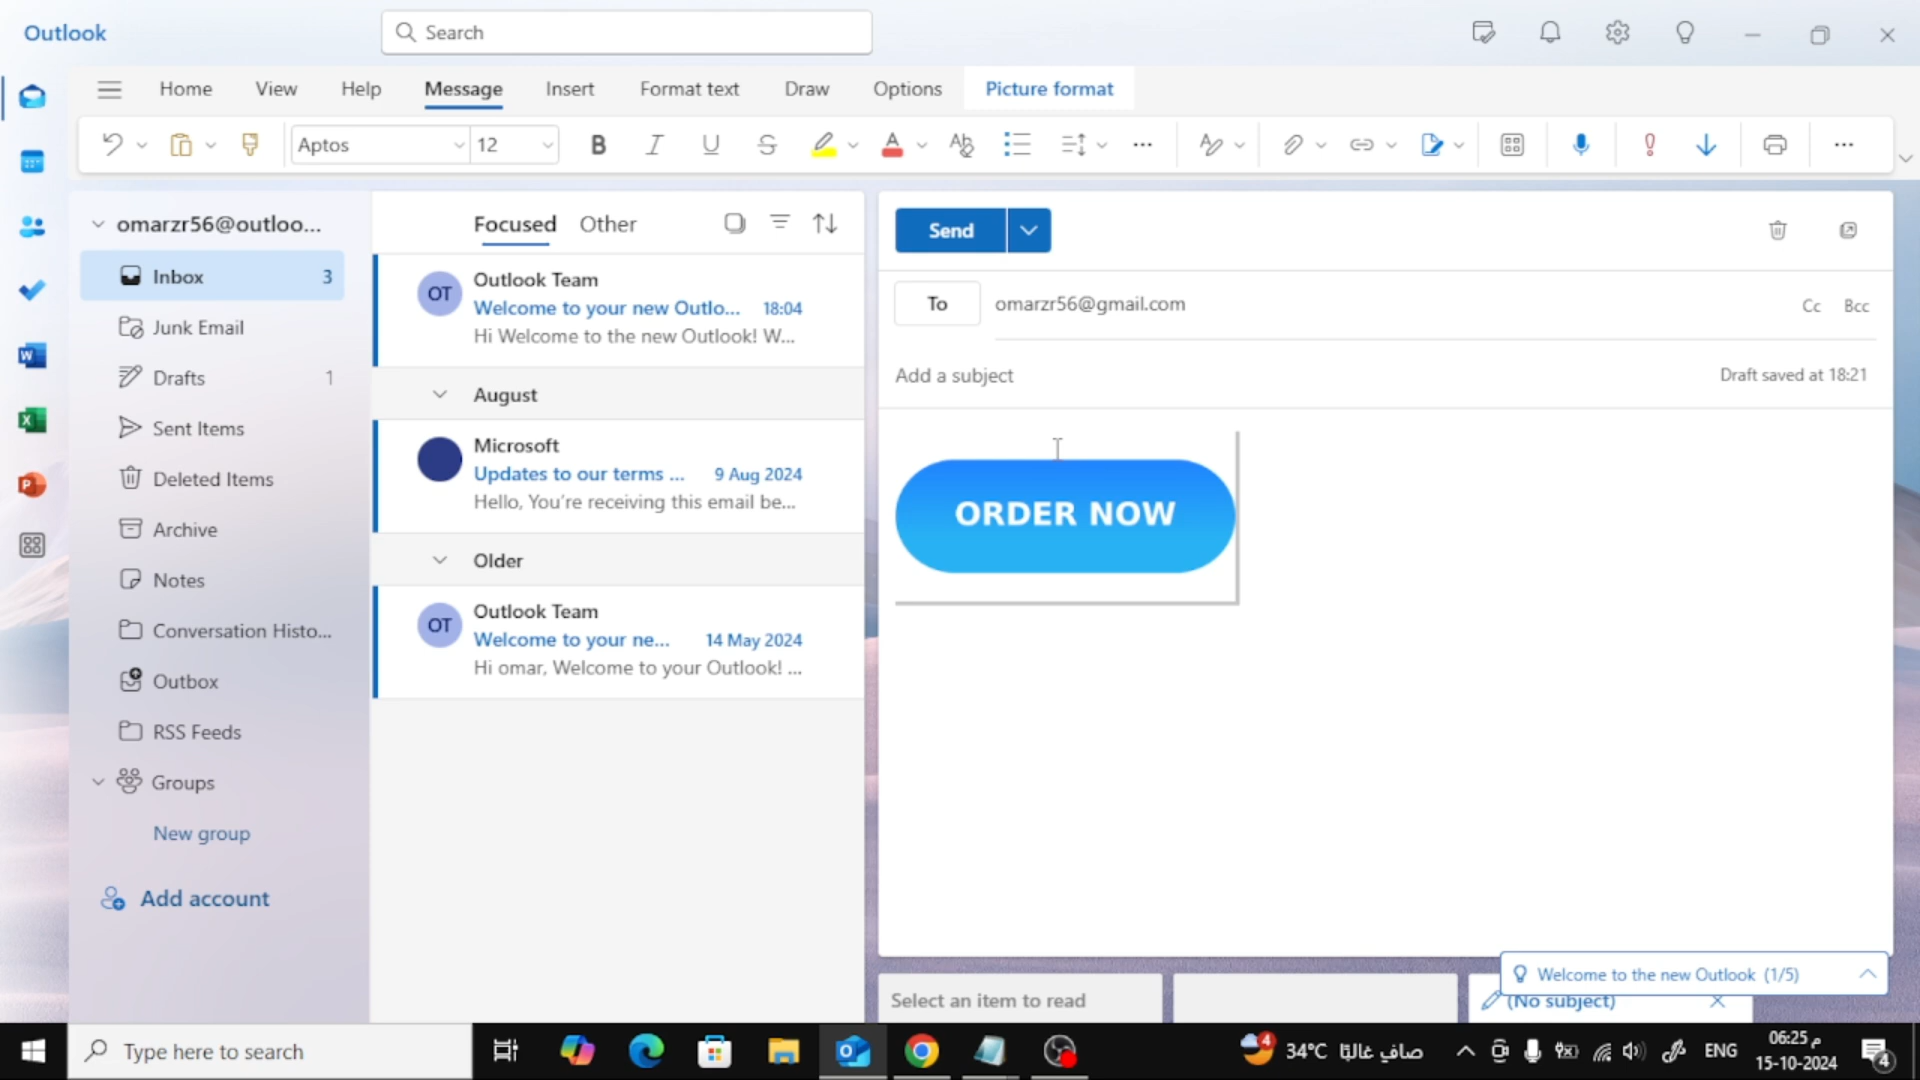 Outlook
Search
Home View Help Message Insert Format text Draw Options Picture format
Aptos 12
omarzr56@outloo...
Inbox 3
Junk Email
Drafts 1
Sent Items
Deleted Items
Archive
Notes
Conversation Histo...
Outbox
RSS Feeds
Groups
New group
Add account
Focused Other
OT
Outlook Team
Welcome to your new Outlo... 18:04
Hi Welcome to the new Outlook! W...
August
Microsoft
Updates to our terms ... 9 Aug 2024
Hello, You're receiving this email be...
Older
OT
Outlook Team
Welcome to your ne... 14 May 2024
Hi omar, Welcome to your Outlook! ...
Send
To omarzr56@gmail.com Cc Bcc
Add a subject Draft saved at 18:21
ORDER NOW
Welcome to the new Outlook (1/5)
Select an item to read
(No subject)
Type here to search
4
34°C صافٍ غالبًا
ENG
06:25 م
15-10-2024
4